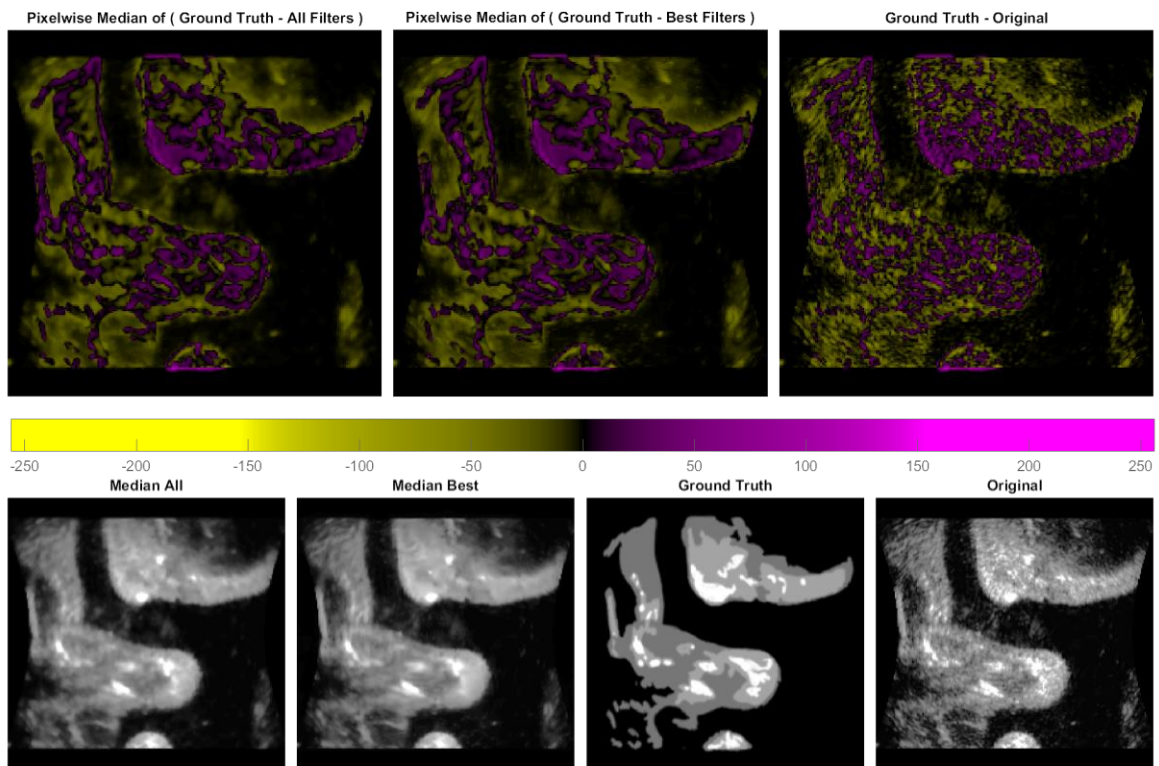 Pixelwise Median of ( Ground Truth - All Filters )
Pixelwise Median of ( Ground Truth - Best Filters )
Ground Truth - Original
-250 -200 -150 -100 -50 0 50 100 150 200 250
Median All
Median Best
Ground Truth
Original